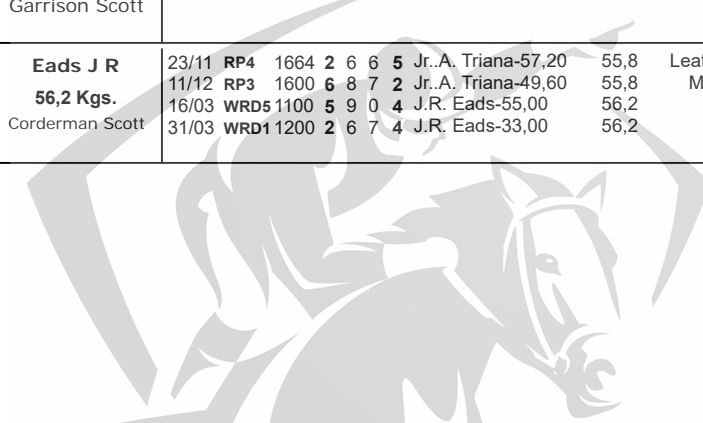 Garrison Scott
Eads J R
56,2 Kgs.
Corderman Scott
23/11 RP4 1664 2 6 6 5 Jr..A. Triana-57,20 55,8 Leat
11/12 RP3 1600 6 8 7 2 Jr..A. Triana-49,60 55,8 M
16/03 WRD5 1100 5 9 0 4 J.R. Eads-55,00 56,2
31/03 WRD1 1200 2 6 7 4 J.R. Eads-33,00 56,2